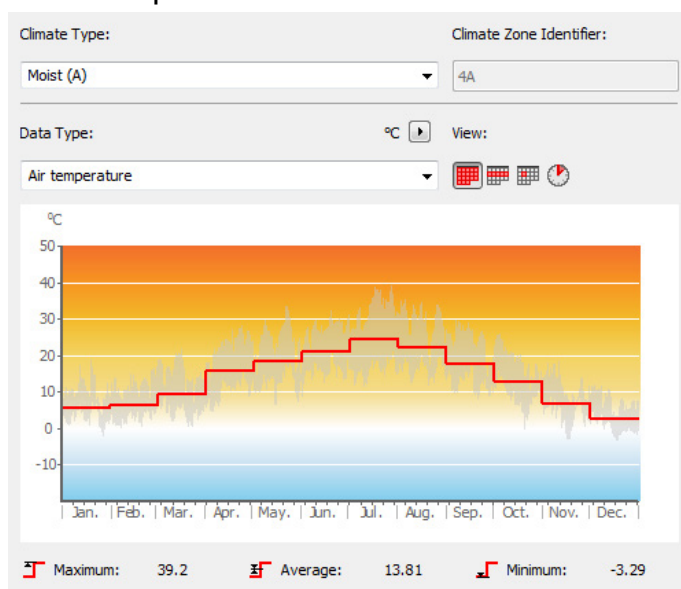 Climate Type: Climate Zone Identifier:
Moist (A) 4A
Data Type: ºC View:
Air temperature
ºC
50
40
30
20
10
0
-10
Jan. Feb. Mar. Apr. May. Jun. Jul. Aug. Sep. Oct. Nov. Dec.
Maximum: 39.2 Average: 13.81 Minimum: -3.29